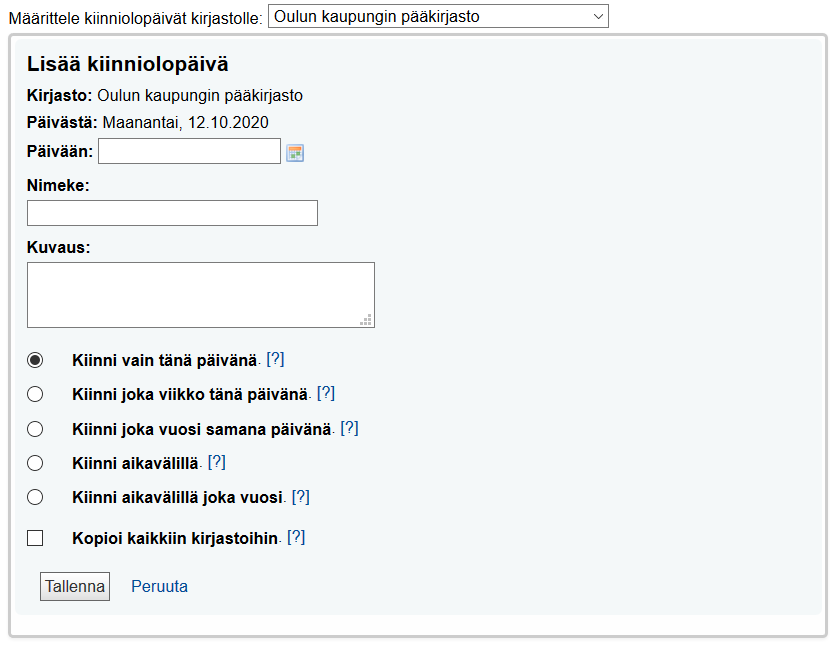 Määrittele kiinniolopäivät kirjastolle: Oulun kaupungin pääkirjasto
Lisää kiinniolopäivä
Kirjasto: Oulun kaupungin pääkirjasto
Päivästä: Maanantai, 12.10.2020
Päivään:
Nimeke:
Kuvaus:
Kiinni vain tänä päivänä. [?]
Kiinni joka viikko tänä päivänä. [?]
Kiinni joka vuosi samana päivänä. [?]
Kiinni aikavälillä. [?]
Kiinni aikavälillä joka vuosi. [?]
Kopioi kaikkiin kirjastoihin. [?]
Tallenna Peruuta